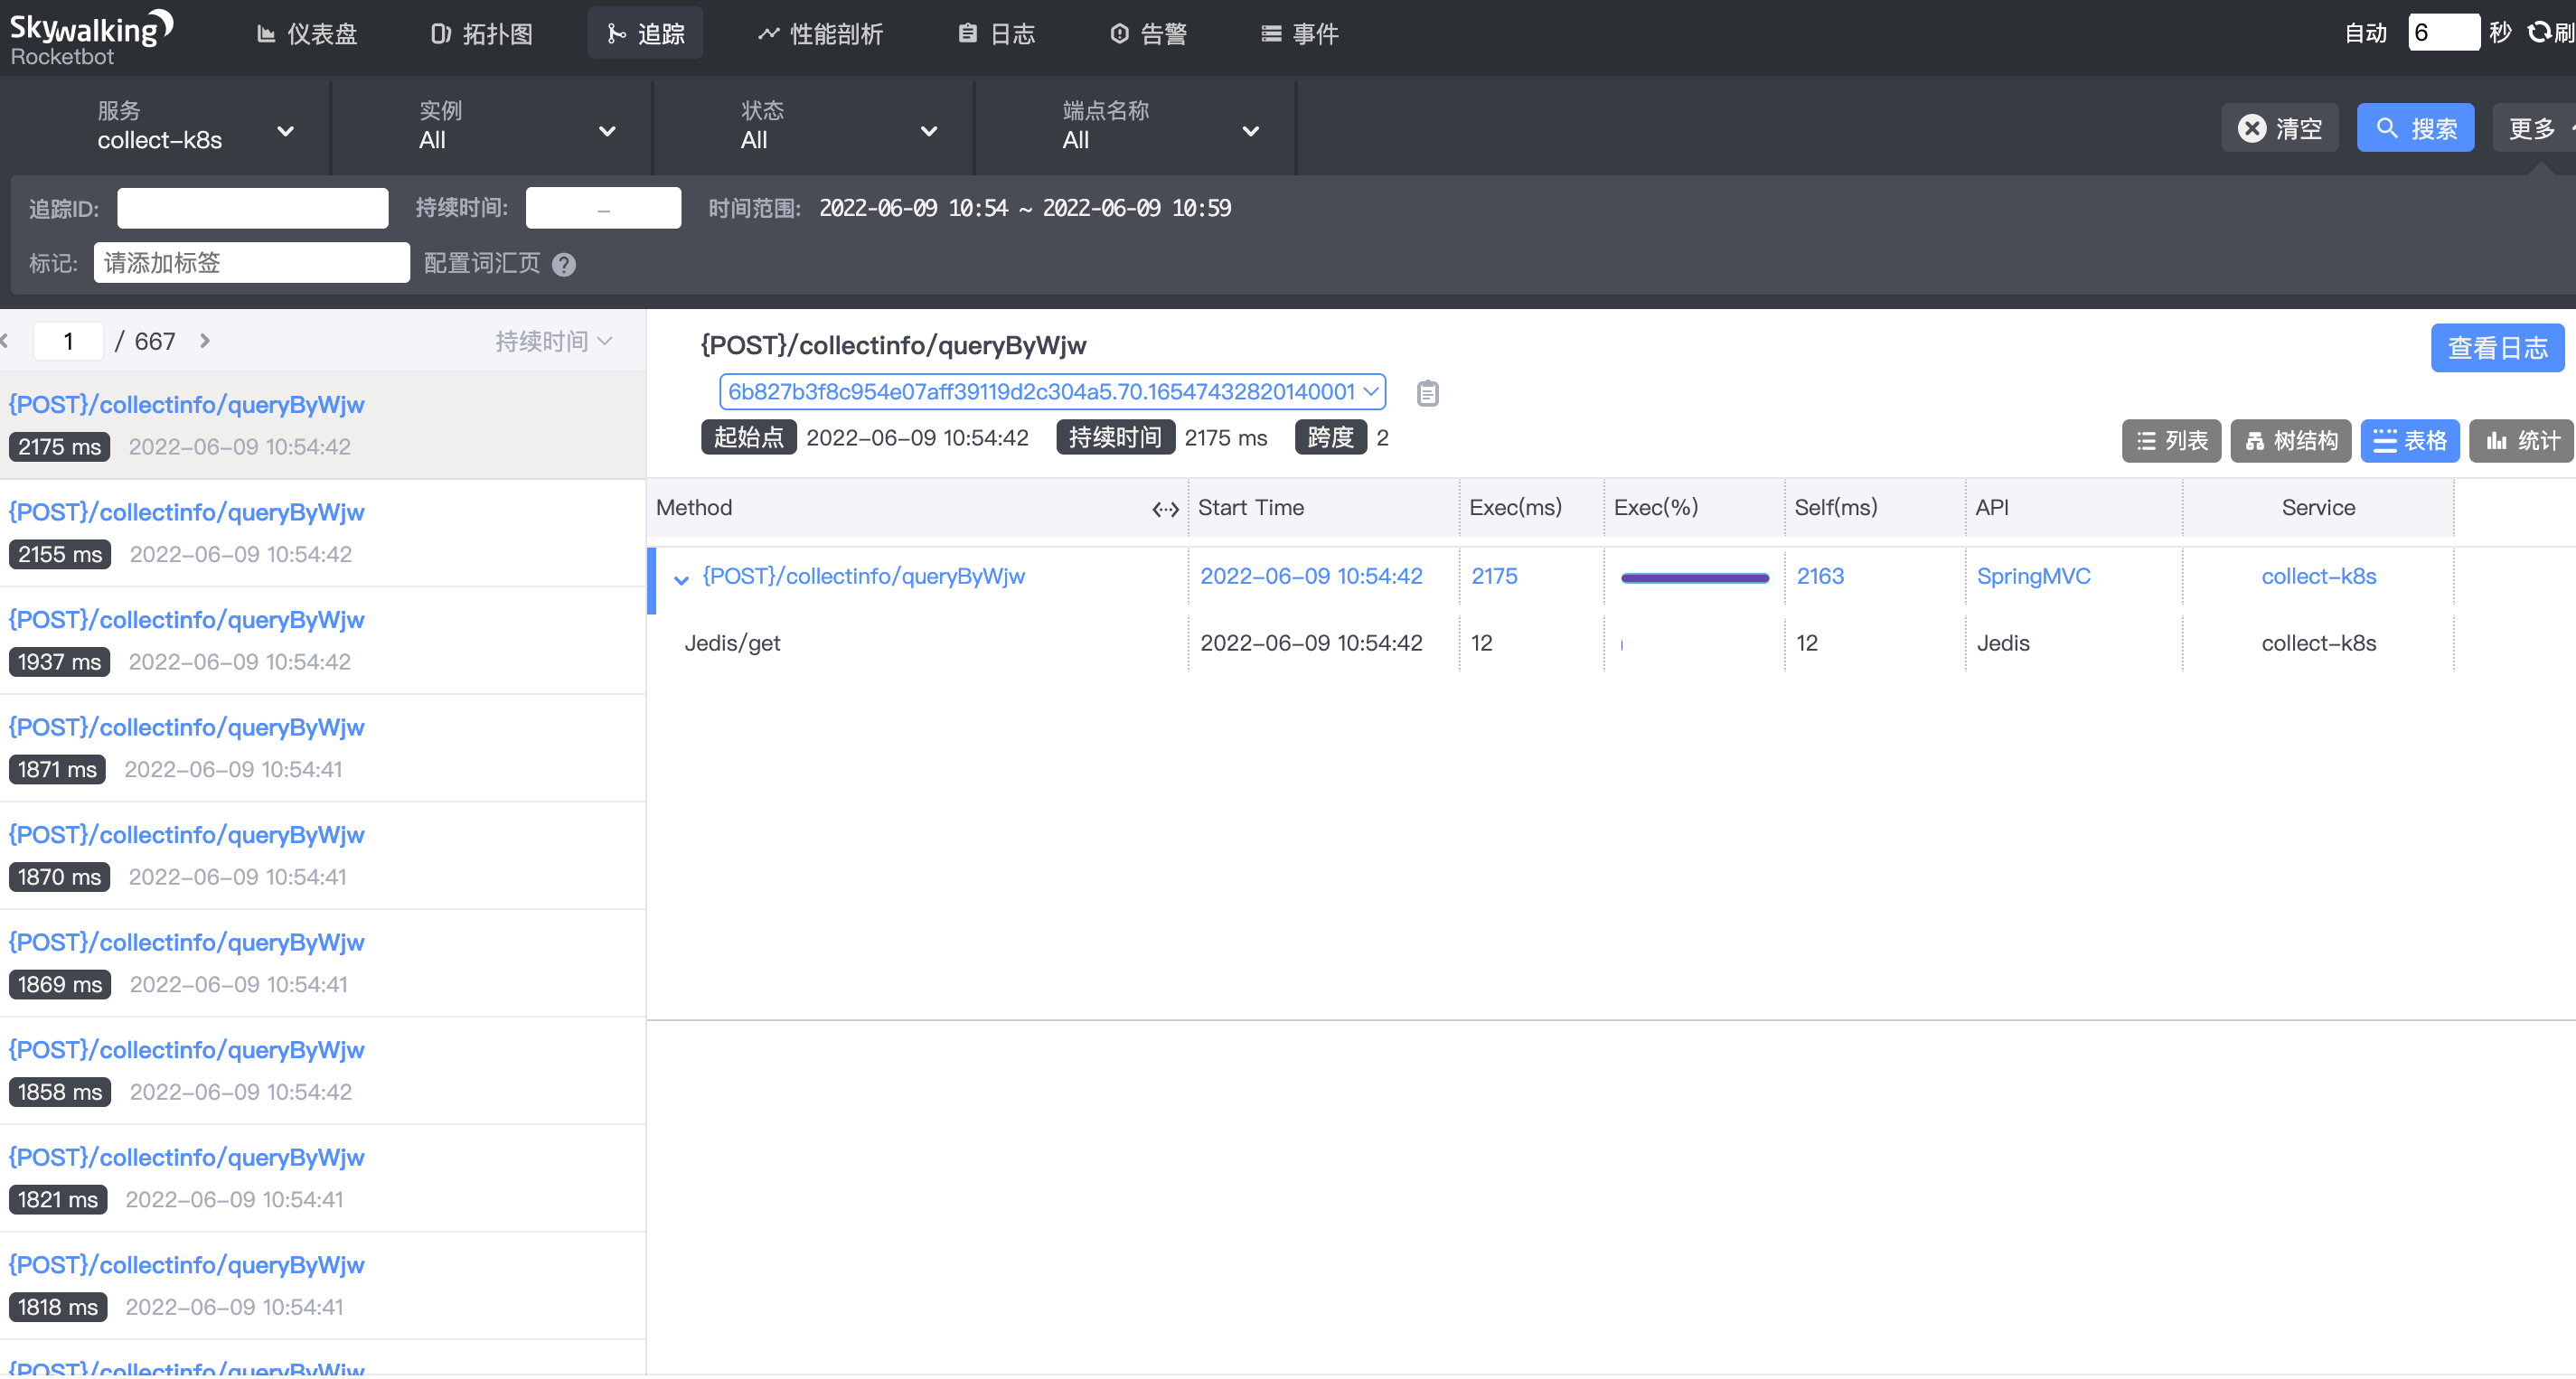 Skywalking
Rocketbot
仪表盘 拓扑图 追踪 性能剖析 日志 告警 事件
自动 6 秒 刷
服务
collect-k8s
实例
All
状态
All
端点名称
All
清空 搜索 更多
追踪ID: 持续时间: – 时间范围: 2022-06-09 10:54 ~ 2022-06-09 10:59
标记: 请添加标签 配置词汇页 ?
1 / 667 持续时间
{POST}/collectinfo/queryByWjw
2175 ms 2022-06-09 10:54:42
{POST}/collectinfo/queryByWjw
2155 ms 2022-06-09 10:54:42
{POST}/collectinfo/queryByWjw
1937 ms 2022-06-09 10:54:42
{POST}/collectinfo/queryByWjw
1871 ms 2022-06-09 10:54:41
{POST}/collectinfo/queryByWjw
1870 ms 2022-06-09 10:54:41
{POST}/collectinfo/queryByWjw
1869 ms 2022-06-09 10:54:41
{POST}/collectinfo/queryByWjw
1858 ms 2022-06-09 10:54:42
{POST}/collectinfo/queryByWjw
1821 ms 2022-06-09 10:54:41
{POST}/collectinfo/queryByWjw
1818 ms 2022-06-09 10:54:41
{POST}/collectinfo/queryByWjw
{POST}/collectinfo/queryByWjw
查看日志
6b827b3f8c954e07aff39119d2c304a5.70.16547432820140001
起始点 2022-06-09 10:54:42 持续时间 2175 ms 跨度 2
列表 树结构 表格 统计
Method Start Time Exec(ms) Exec(%) Self(ms) API Service
{POST}/collectinfo/queryByWjw 2022-06-09 10:54:42 2175 2163 SpringMVC collect-k8s
Jedis/get 2022-06-09 10:54:42 12 12 Jedis collect-k8s